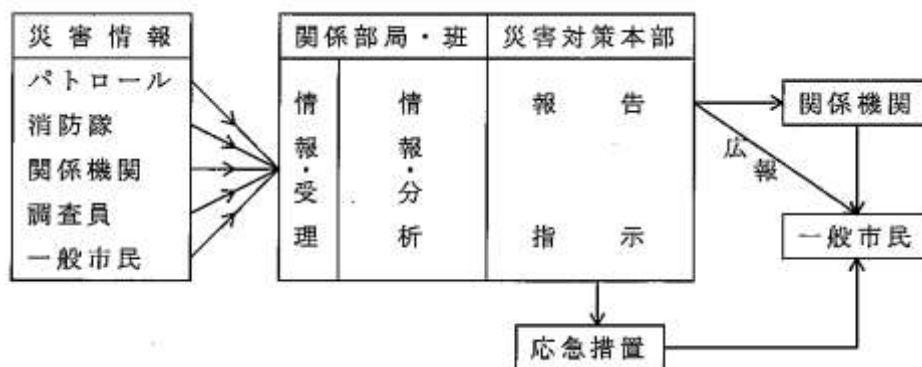 災害情報
パトロール
消防隊
関係機関
調査員
一般市民
関係部局・班
情報・受理
情報・分析
災害対策本部
報告
指示
広報
関係機関
一般市民
応急措置